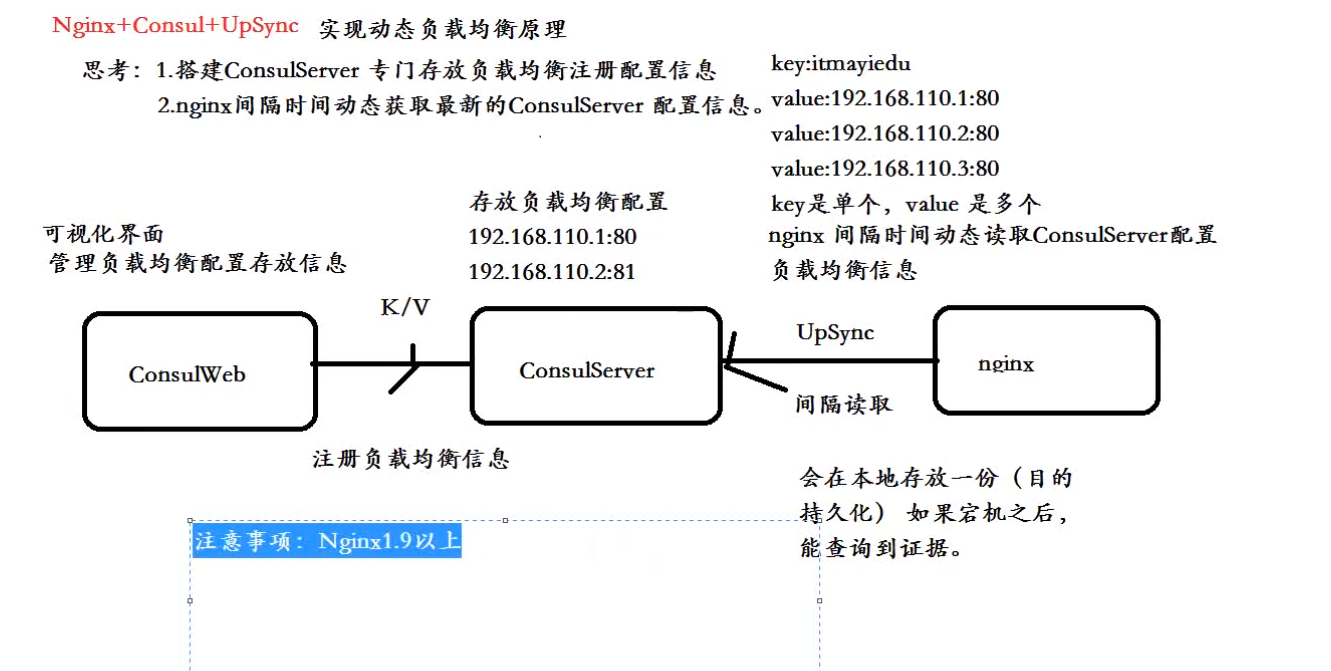 Nginx+Consul+UpSync 实现动态负载均衡原理
思考：1.搭建ConsulServer 专门存放负载均衡注册配置信息
2.nginx间隔时间动态获取最新的ConsulServer 配置信息。
key:itmayiedu
value:192.168.110.1:80
value:192.168.110.2:80
value:192.168.110.3:80
key是单个，value 是多个
nginx 间隔时间动态读取ConsulServer配置
负载均衡信息
存放负载均衡配置
192.168.110.1:80
192.168.110.2:81
可视化界面
管理负载均衡配置存放信息
K/V
UpSync
ConsulWeb
ConsulServer
nginx
间隔读取
注册负载均衡信息
会在本地存放一份（目的
持久化） 如果宕机之后，
能查询到证据。
注意事项：Nginx1.9以上